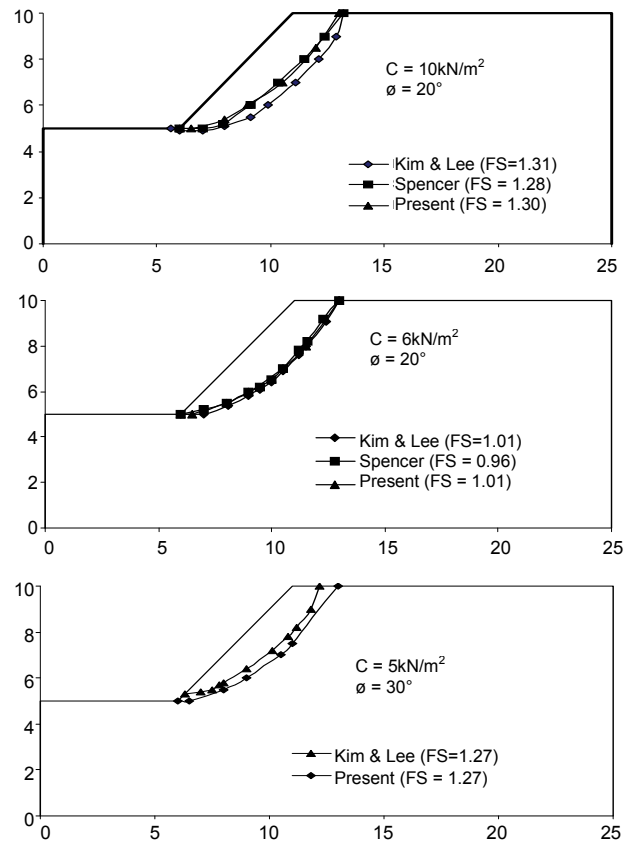 10
8
6
4
2
0
0
5
10
15
20
25
C = 10kN/m²
ø = 20°
Kim & Lee (FS=1.31)
Spencer (FS = 1.28)
Present (FS = 1.30)
10
8
6
4
2
0
0
5
10
15
20
25
C = 6kN/m²
ø = 20°
Kim & Lee (FS=1.01)
Spencer (FS = 0.96)
Present (FS = 1.01)
10
8
6
4
2
0
0
5
10
15
20
25
C = 5kN/m²
ø = 30°
Kim & Lee (FS=1.27)
Present (FS = 1.27)